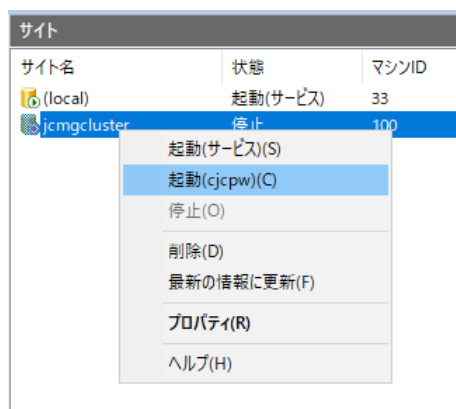 サイト
サイト名 状態 マシンID
(local) 起動(サービス) 33
jcmgcluster 停止 100
起動(サービス)(S)
起動(cjcpw)(C)
停止(O)
削除(D)
最新の情報に更新(F)
プロパティ(R)
ヘルプ(H)